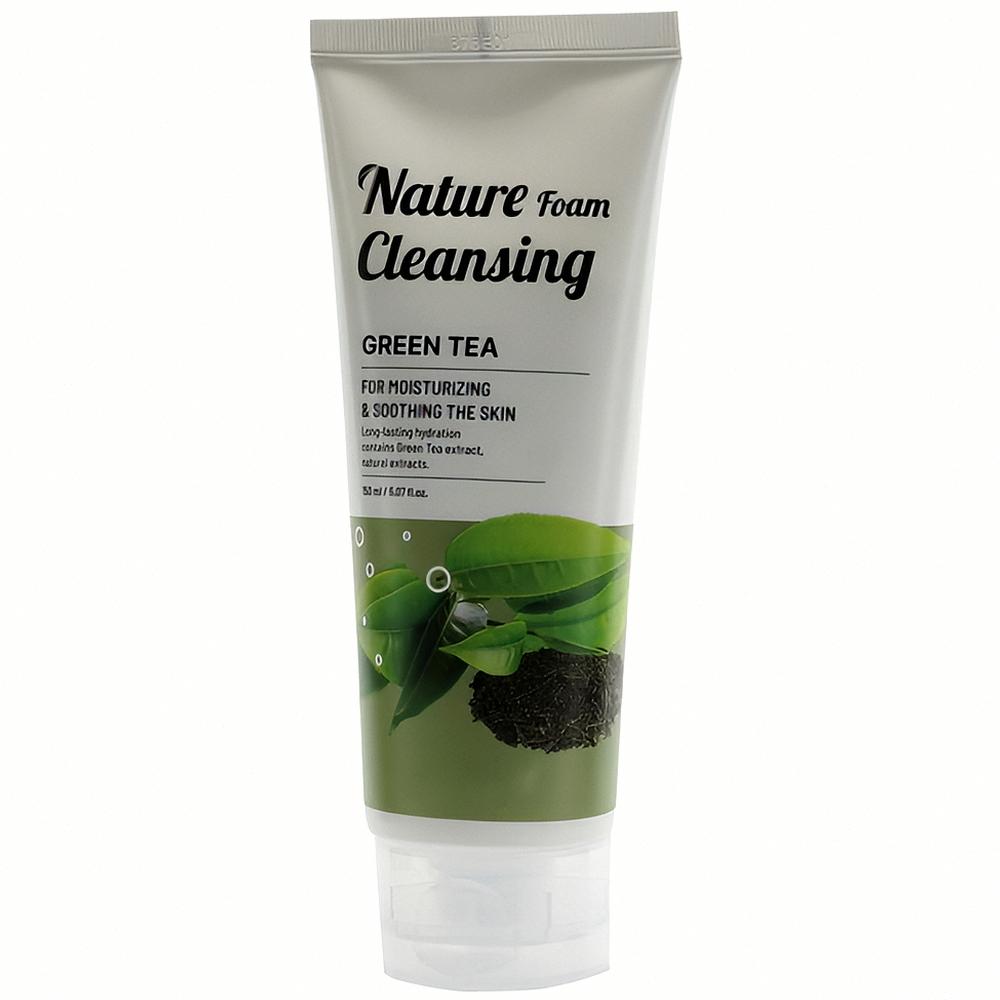 Nature Foam
Cleansing
GREEN TEA
FOR MOISTURIZING
& SOOTHING THE SKIN
Long-lasting hydration
contains Green Tea extract,
natural extracts.
150 ml / 5.07 fl.oz.